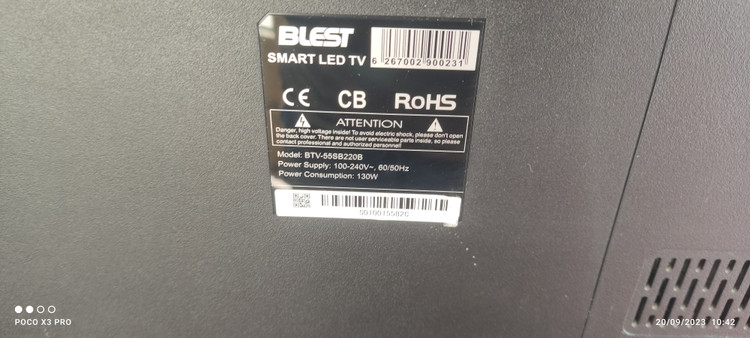 BLEST
SMART LED TV
6 267002 900231
CE CB RoHS
ATTENTION
Danger, high voltage inside! To avoid electric shock, please don't open
the back cover. There are not user serviceable parts inside, so please
contact professional and authorized personnel!
Model: BTV-55SB220B
Power Supply: 100-240V~, 60/50Hz
Power Consumption: 130W
SD10015582C
POCO X3 PRO
20/09/2023 10:42